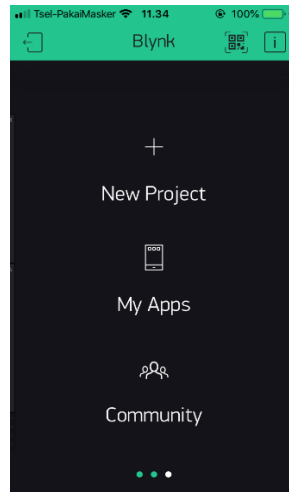 Tsel-PakaiMasker 11.34 100%
Blynk
New Project
My Apps
Community